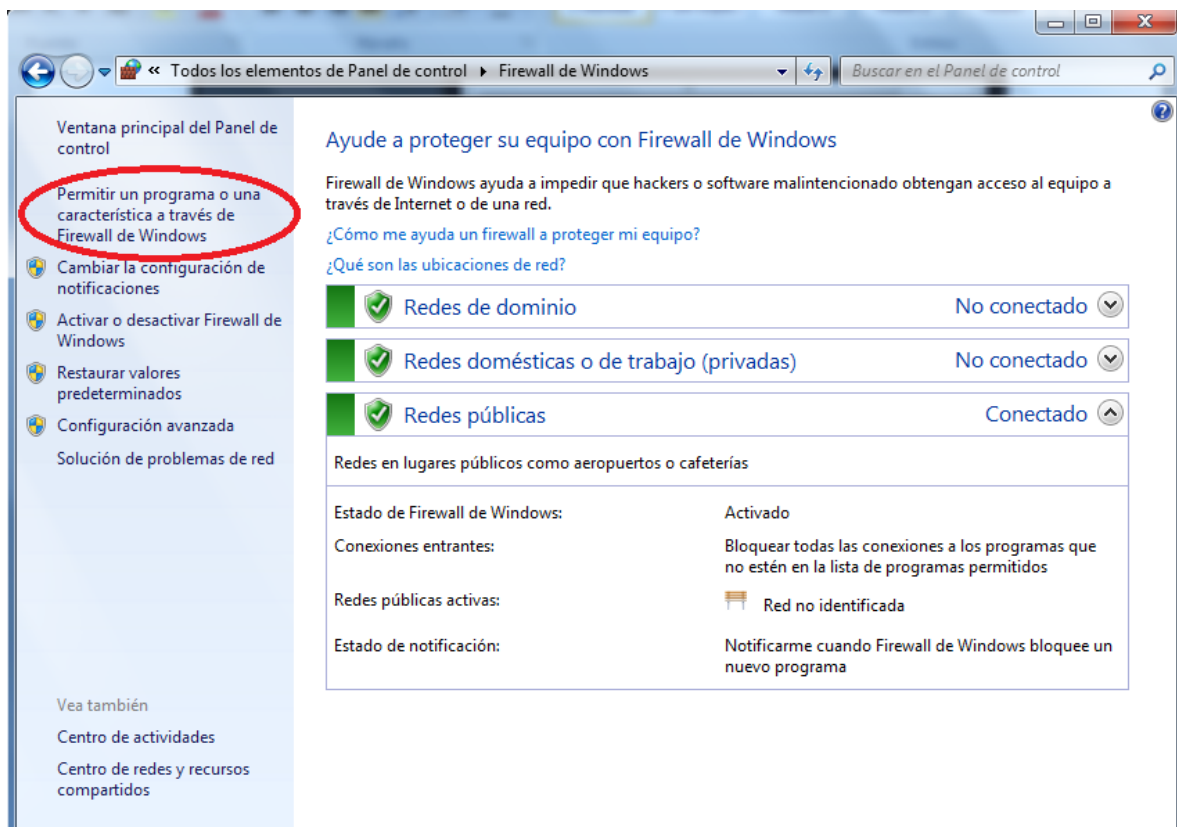 « Todos los elementos de Panel de control ▸ Firewall de Windows
Buscar en el Panel de control
Ventana principal del Panel de
control
Permitir un programa o una
característica a través de
Firewall de Windows
Cambiar la configuración de
notificaciones
Activar o desactivar Firewall de
Windows
Restaurar valores
predeterminados
Configuración avanzada
Solución de problemas de red
Vea también
Centro de actividades
Centro de redes y recursos
compartidos
Ayude a proteger su equipo con Firewall de Windows
Firewall de Windows ayuda a impedir que hackers o software malintencionado obtengan acceso al equipo a
través de Internet o de una red.
¿Cómo me ayuda un firewall a proteger mi equipo?
¿Qué son las ubicaciones de red?
Redes de dominio No conectado
Redes domésticas o de trabajo (privadas) No conectado
Redes públicas Conectado
Redes en lugares públicos como aeropuertos o cafeterías
Estado de Firewall de Windows: Activado
Conexiones entrantes: Bloquear todas las conexiones a los programas que
no estén en la lista de programas permitidos
Redes públicas activas: Red no identificada
Estado de notificación: Notificarme cuando Firewall de Windows bloquee un
nuevo programa